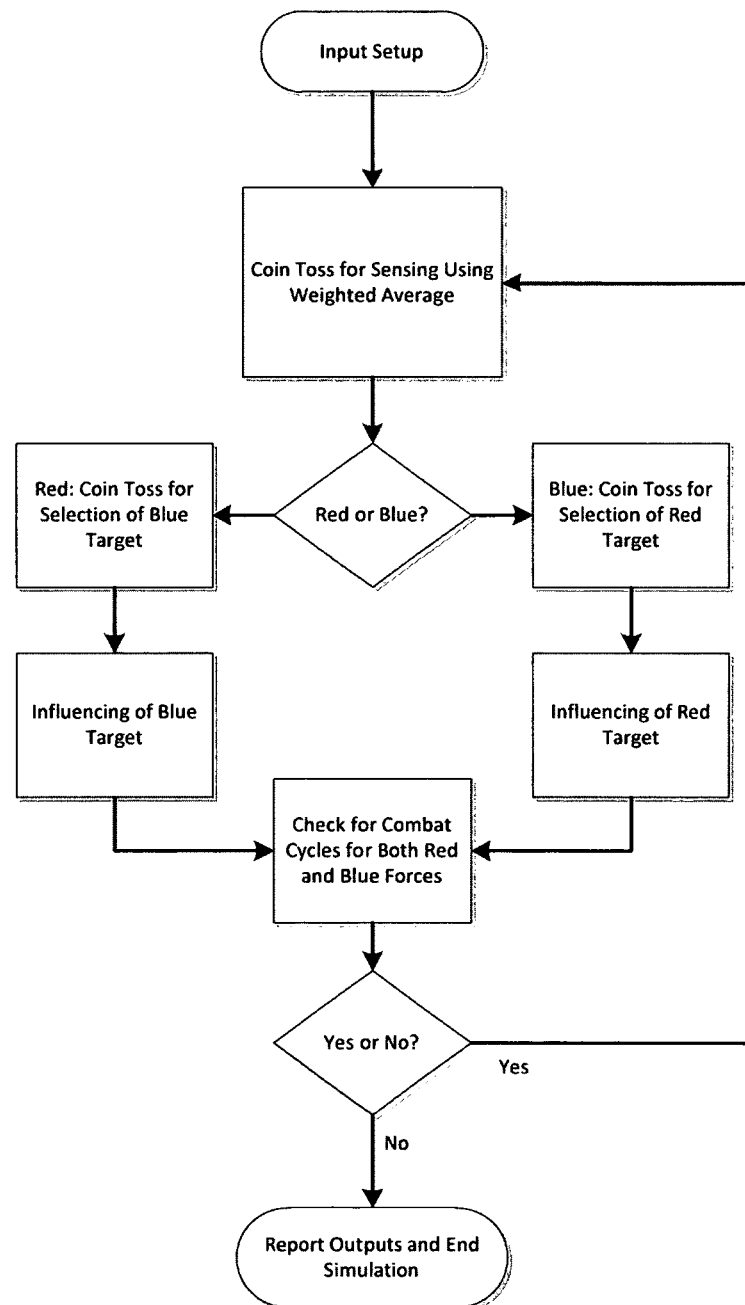 Input Setup
Coin Toss for Sensing Using
Weighted Average
Red: Coin Toss for
Selection of Blue
Target
Red or Blue?
Blue: Coin Toss for
Selection of Red
Target
Influencing of Blue
Target
Influencing of Red
Target
Check for Combat
Cycles for Both Red
and Blue Forces
Yes or No?
Yes
No
Report Outputs and End
Simulation